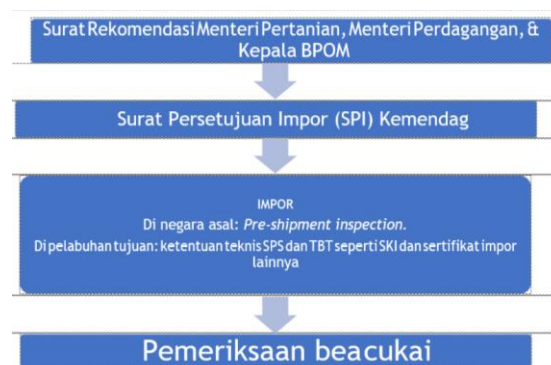 Surat Rekomendasi Menteri Pertanian, Menteri Perdagangan, &
Kepala BPOM
Surat Persetujuan Impor (SPI) Kemendag
IMPOR
Di negara asal: Pre-shipment inspection.
Di pelabuhan tujuan: ketentuan teknis SPS dan TBT seperti SKI dan sertifikat impor
lainnya
Pemeriksaan beacukai